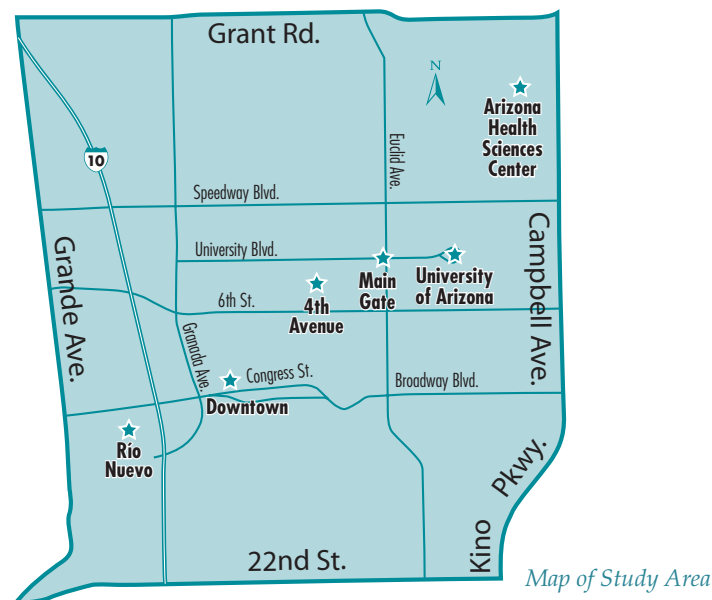 Grant Rd.
N
Arizona
Health
Sciences
Center
Euclid Ave.
10
Speedway Blvd.
Grande Ave.
Campbell Ave.
University Blvd.
Main
Gate
University
of Arizona
4th
Avenue
6th St.
Granada Ave.
Congress St.
Broadway Blvd.
Downtown
Río
Nuevo
Kino Pkwy.
22nd St.
Map of Study Area